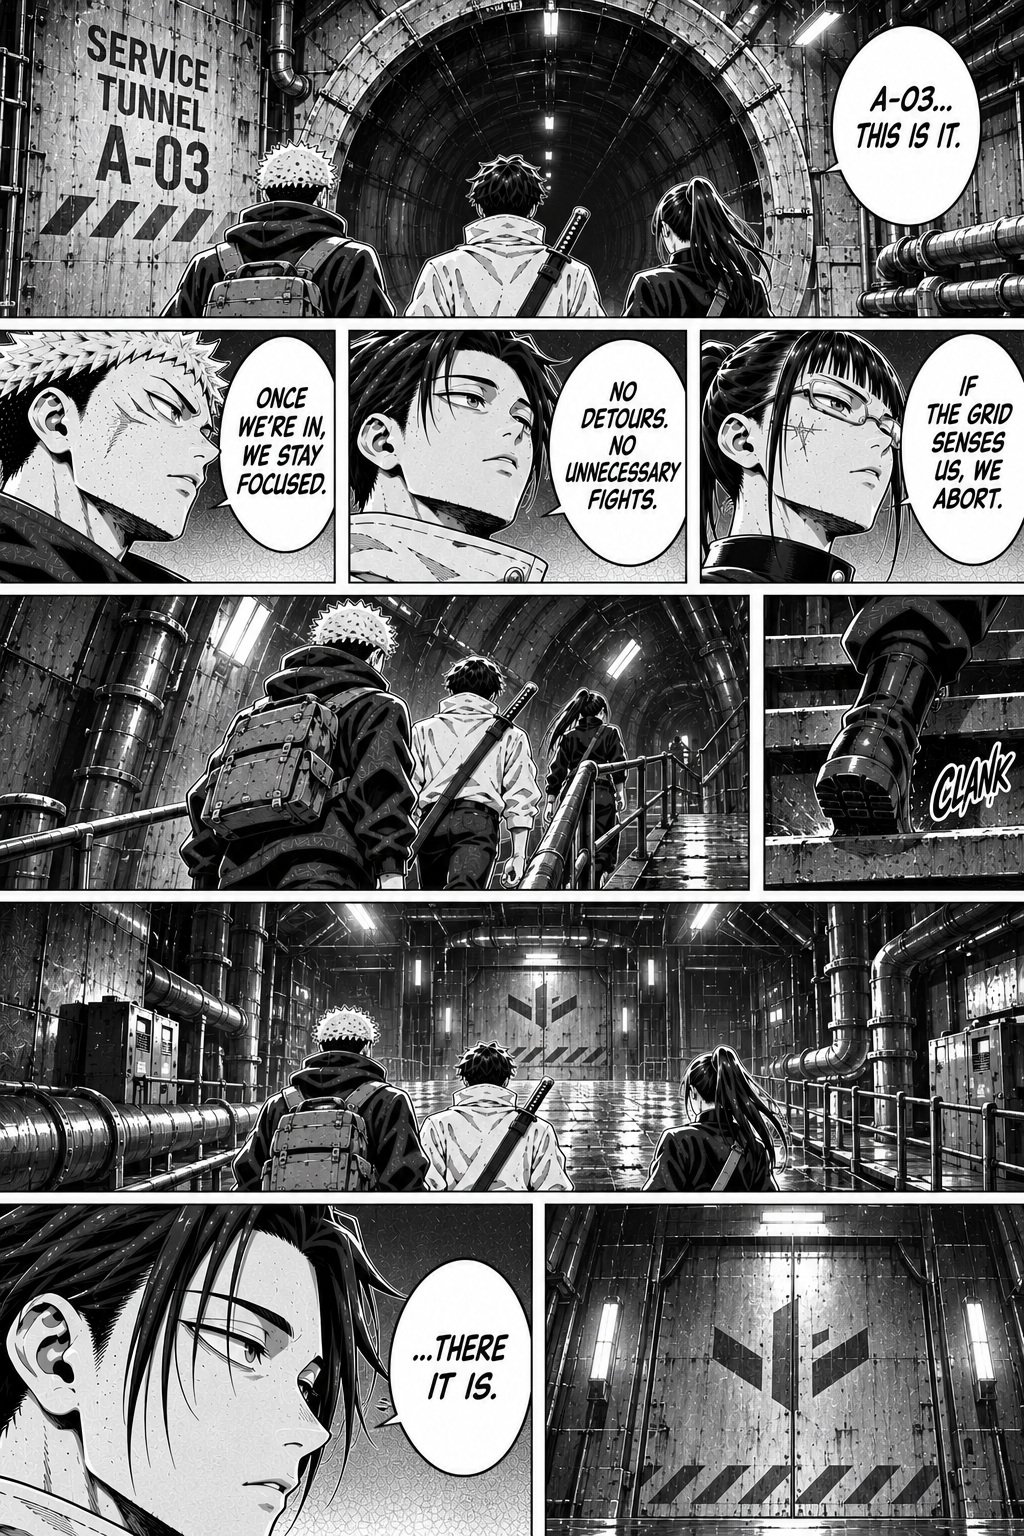 SERVICE
TUNNEL
A-03
A-03...
THIS IS IT.
ONCE
WE'RE IN,
WE STAY
FOCUSED.
NO
DETOURS.
NO
UNNECESSARY
FIGHTS.
IF
THE GRID
SENSES
US, WE
ABORT.
CLANK
...THERE
IT IS.